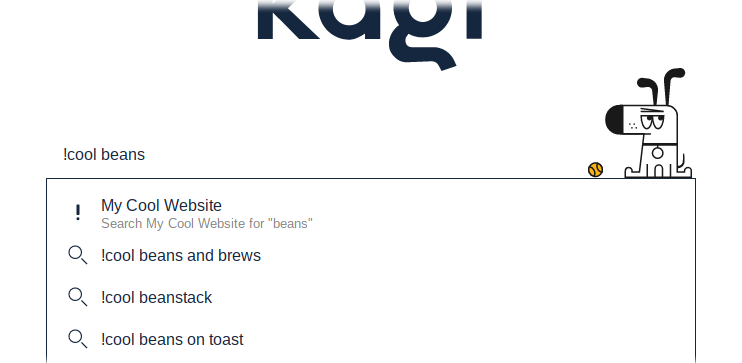 kagi
!cool beans
My Cool Website
Search My Cool Website for "beans"
!cool beans and brews
!cool beanstack
!cool beans on toast